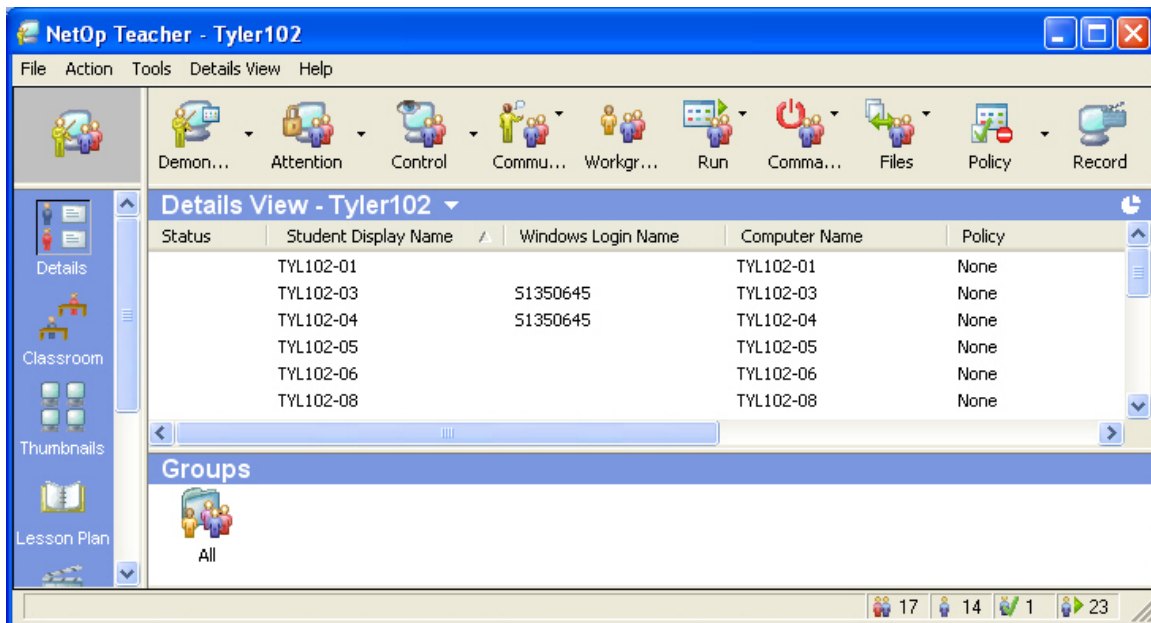 NetOp Teacher - Tyler102
File Action Tools Details View Help
Demon... Attention Control Commu... Workgr... Run Comma... Files Policy Record
Details View - Tyler102
Status Student Display Name Windows Login Name Computer Name Policy
TYL102-01 TYL102-01 None
TYL102-03 S1350645 TYL102-03 None
TYL102-04 S1350645 TYL102-04 None
TYL102-05 TYL102-05 None
TYL102-06 TYL102-06 None
TYL102-08 TYL102-08 None
Details
Classroom
Thumbnails
Lesson Plan
Groups
All
17 14 1 23